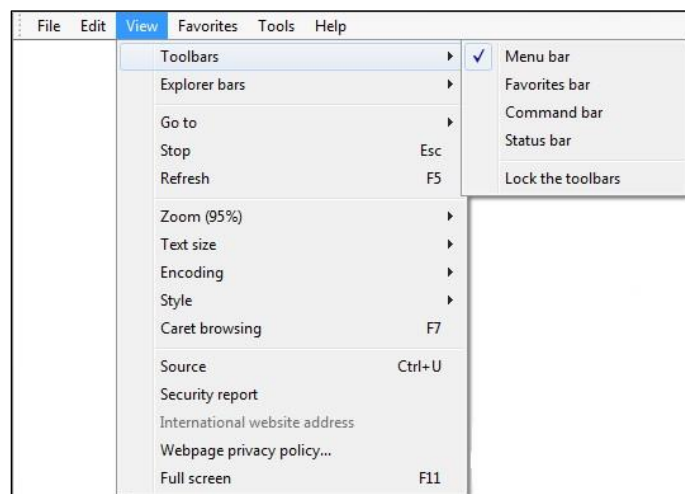 File Edit View Favorites Tools Help
Toolbars
Explorer bars
Go to
Stop Esc
Refresh F5
Zoom (95%)
Text size
Encoding
Style
Caret browsing F7
Source Ctrl+U
Security report
International website address
Webpage privacy policy...
Full screen F11
Menu bar
Favorites bar
Command bar
Status bar
Lock the toolbars